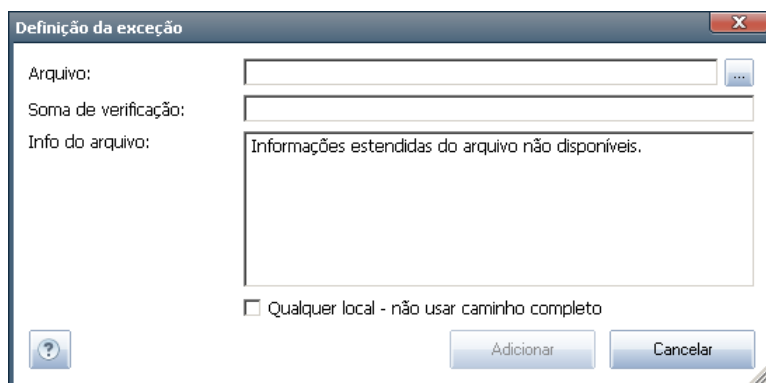 Definição da exceção
Arquivo:
...
Soma de verificação:
Info do arquivo:
Informações estendidas do arquivo não disponíveis.
Qualquer local - não usar caminho completo
?
Adicionar
Cancelar